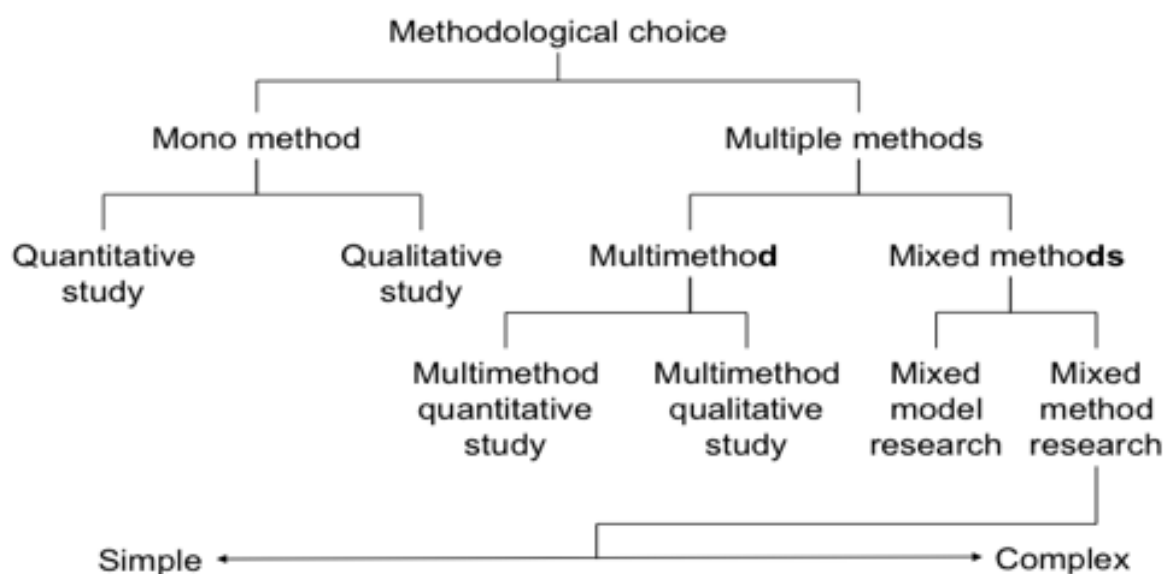 Methodological choice
Mono method
Multiple methods
Quantitative
study
Qualitative
study
Multimethod
Mixed methods
Multimethod
quantitative
study
Multimethod
qualitative
study
Mixed
model
research
Mixed
method
research
Simple
Complex